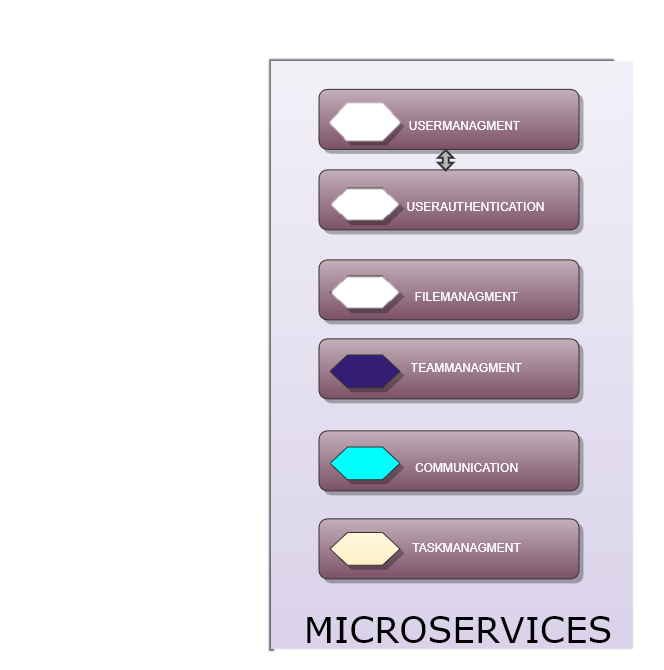 USERMANAGMENT
USERAUTHENTICATION
FILEMANAGMENT
TEAMMANAGMENT
COMMUNICATION
TASKMANAGMENT
MICROSERVICES